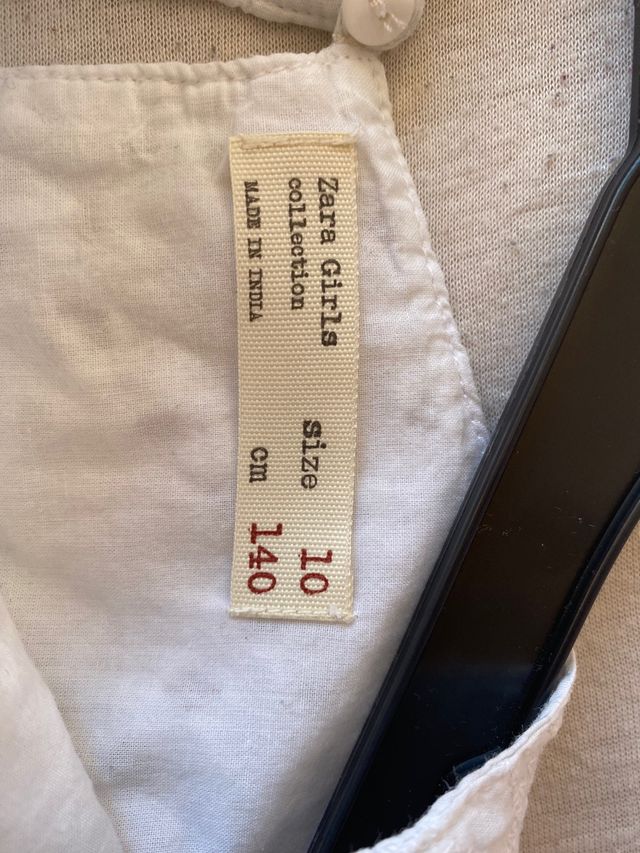 Zara Girls
collection
MADE IN INDIA
size 10
cm 140